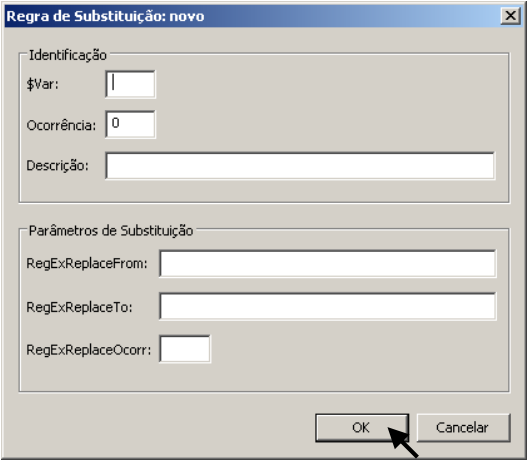 Regra de Substituição: novo
Identificação
$Var:
Ocorrência: 0
Descrição:
Parâmetros de Substituição
RegExReplaceFrom:
RegExReplaceTo:
RegExReplaceOcorr:
OK Cancelar